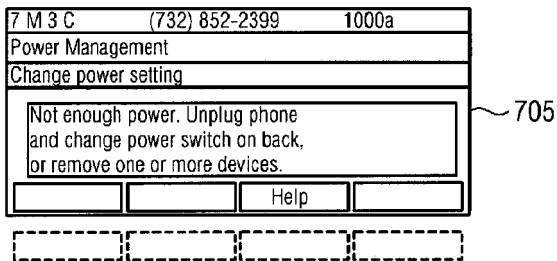 7 M 3 C (732) 852-2399 1000a
Power Management
Change power setting
Not enough power. Unplug phone
and change power switch on back,
or remove one or more devices.
Help
705